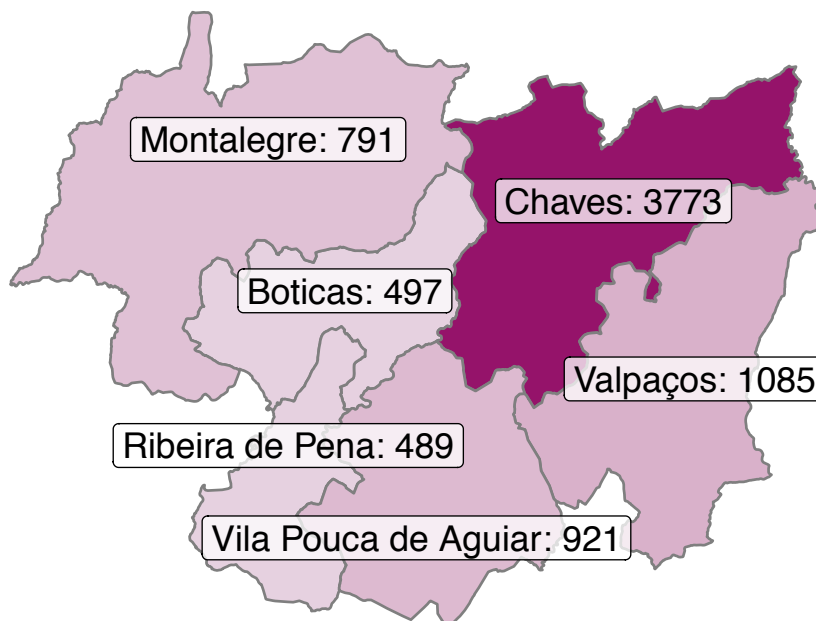 Montalegre: 791
Chaves: 3773
Boticas: 497
Valpaços: 1085
Ribeira de Pena: 489
Vila Pouca de Aguiar: 921